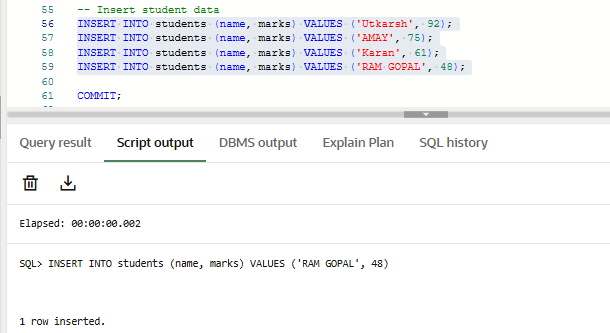 55 -- Insert student data
56 INSERT INTO students (name, marks) VALUES ('Utkarsh', 92);
57 INSERT INTO students (name, marks) VALUES ('AMAY', 75);
58 INSERT INTO students (name, marks) VALUES ('Karan', 61);
59 INSERT INTO students (name, marks) VALUES ('RAM GOPAL', 48);
60
61 COMMIT;
Query result Script output DBMS output Explain Plan SQL history
Elapsed: 00:00:00.002
SQL> INSERT INTO students (name, marks) VALUES ('RAM GOPAL', 48)
1 row inserted.